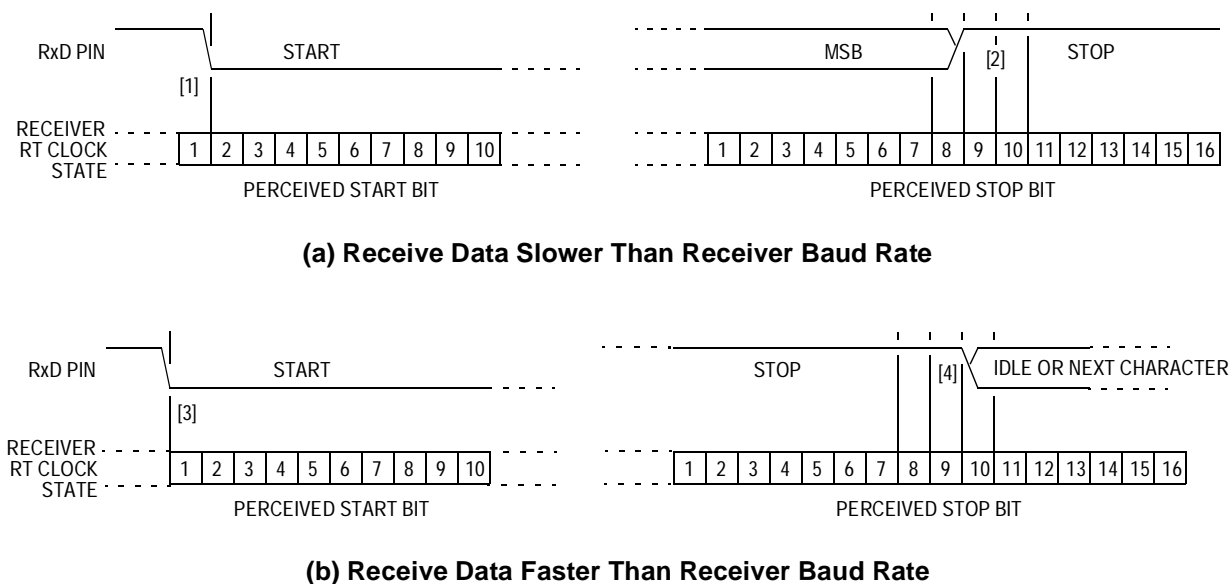 RxD PIN START MSB [2] STOP
[1]
RECEIVER
RT CLOCK
STATE
1 2 3 4 5 6 7 8 9 10 1 2 3 4 5 6 7 8 9 10 11 12 13 14 15 16
PERCEIVED START BIT PERCEIVED STOP BIT
(a) Receive Data Slower Than Receiver Baud Rate
RxD PIN START STOP [4] IDLE OR NEXT CHARACTER
[3]
RECEIVER
RT CLOCK
STATE
1 2 3 4 5 6 7 8 9 10 1 2 3 4 5 6 7 8 9 10 11 12 13 14 15 16
PERCEIVED START BIT PERCEIVED STOP BIT
(b) Receive Data Faster Than Receiver Baud Rate